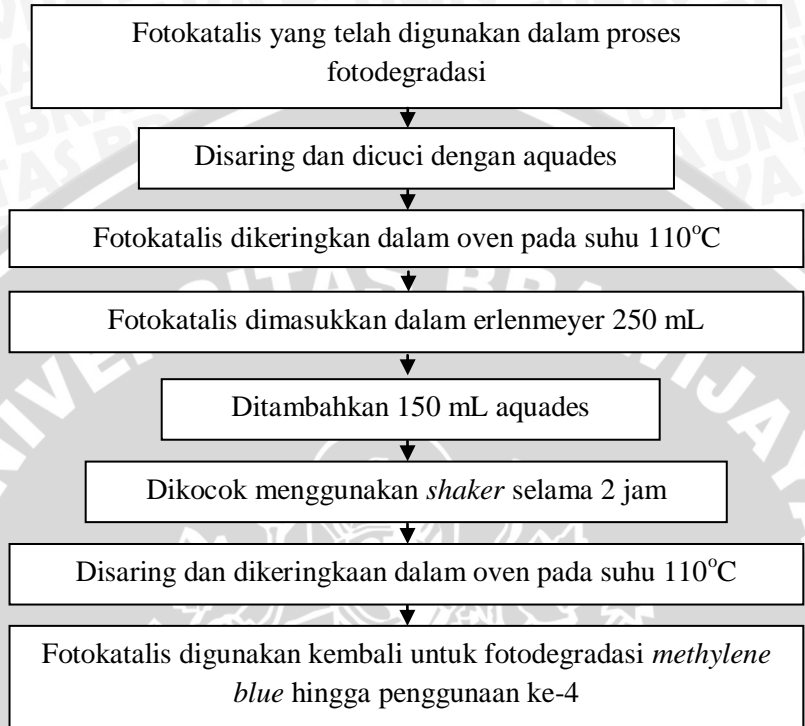 Fotokatalis yang telah digunakan dalam proses
fotodegradasi
Disaring dan dicuci dengan aquades
Fotokatalis dikeringkan dalam oven pada suhu 110°C
Fotokatalis dimasukkan dalam erlenmeyer 250 mL
Ditambahkan 150 mL aquades
Dikocok menggunakan shaker selama 2 jam
Disaring dan dikeringkaan dalam oven pada suhu 110°C
Fotokatalis digunakan kembali untuk fotodegradasi methylene
blue hingga penggunaan ke-4